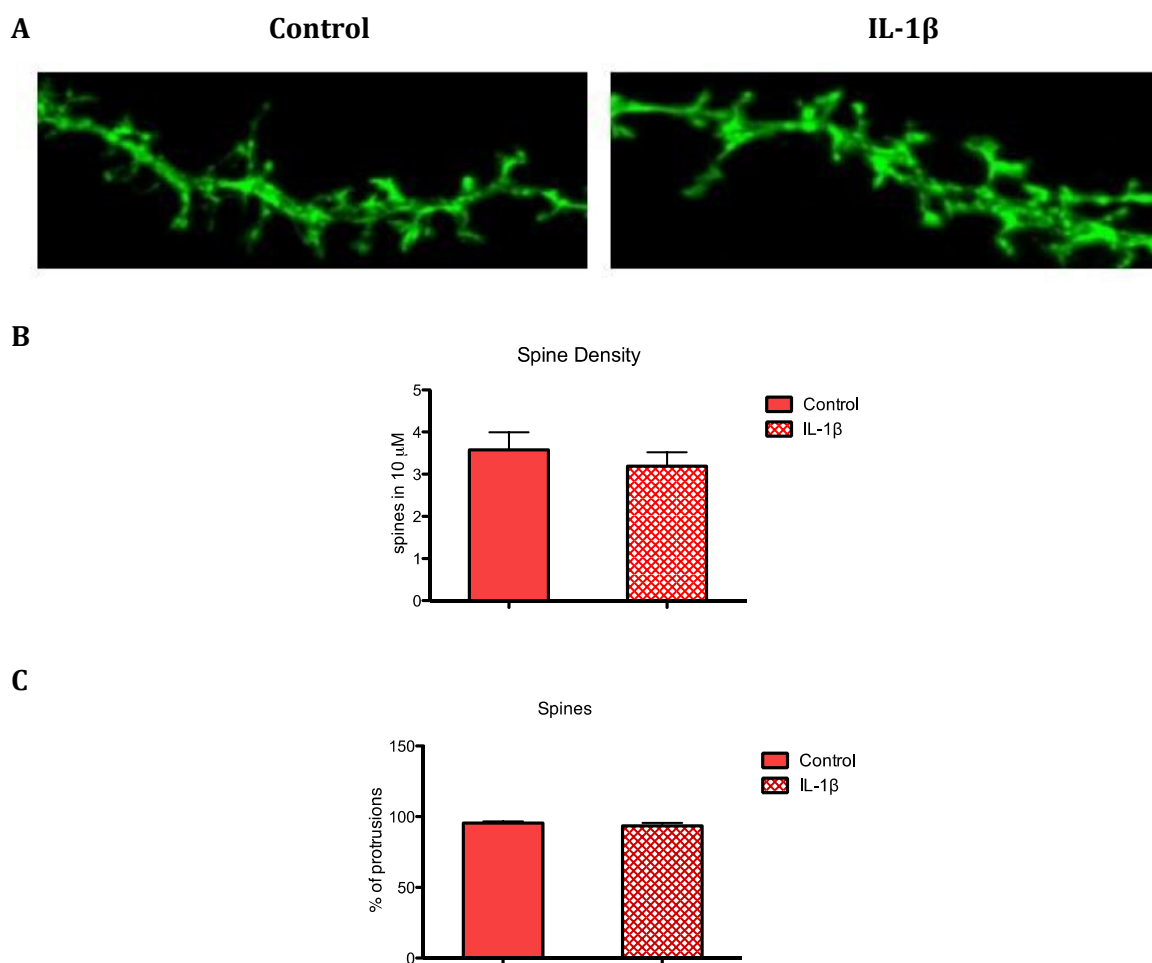 A
Control
IL-1β
B
Spine Density
spines in 10 µM
5
4
3
2
1
0
Control
IL-1β
C
Spines
% of protrusions
150
100
50
0
Control
IL-1β